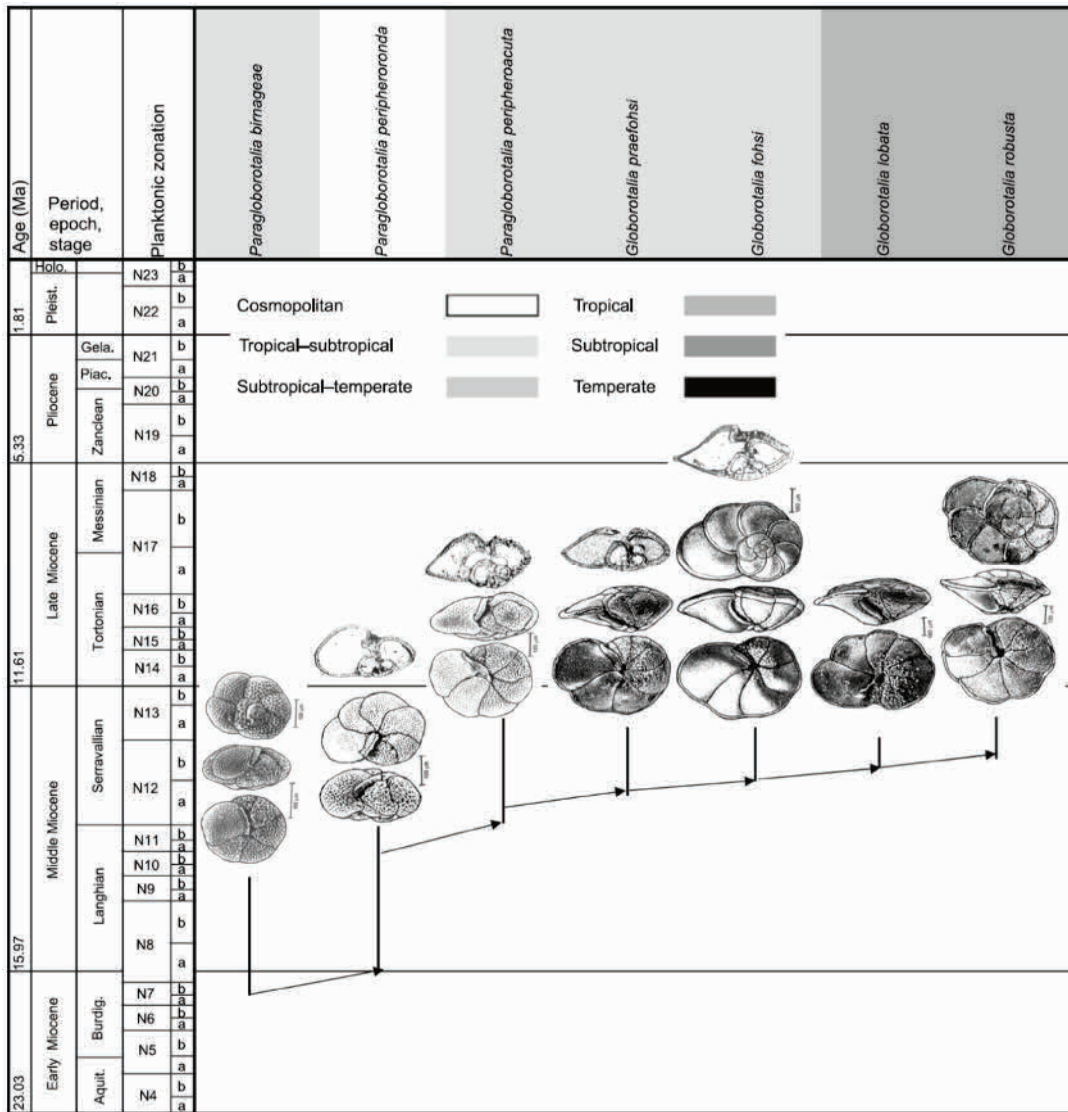 Age (Ma)
Period,
epoch,
stage
Planktonic zonation
Paragloborotalia birnageae
Paragloborotalia peripheroronda
Paragloborotalia peripheroacuta
Globorotalia praefohsi
Globorotalia fohsi
Globorotalia lobata
Globorotalia robusta
Cosmopolitan
Tropical
Tropical–subtropical
Subtropical
Subtropical–temperate
Temperate
1.81
5.33
11.61
15.97
23.03
Holo.
Pleist.
Pliocene
Late Miocene
Middle Miocene
Early Miocene
Gela.
Piac.
Zanclean
Messinian
Tortonian
Serravallian
Langhian
Burdig.
Aquit.
N23 b
a
N22 b
a
N21 b
a
N20 b
a
N19 b
a
N18 b
a
N17 b
a
N16 b
a
N15 b
a
N14 b
a
N13 b
a
N12 b
a
N11 b
a
N10 b
a
N9 b
a
N8 b
a
N7 b
a
N6 b
a
N5 b
a
N4 b
a